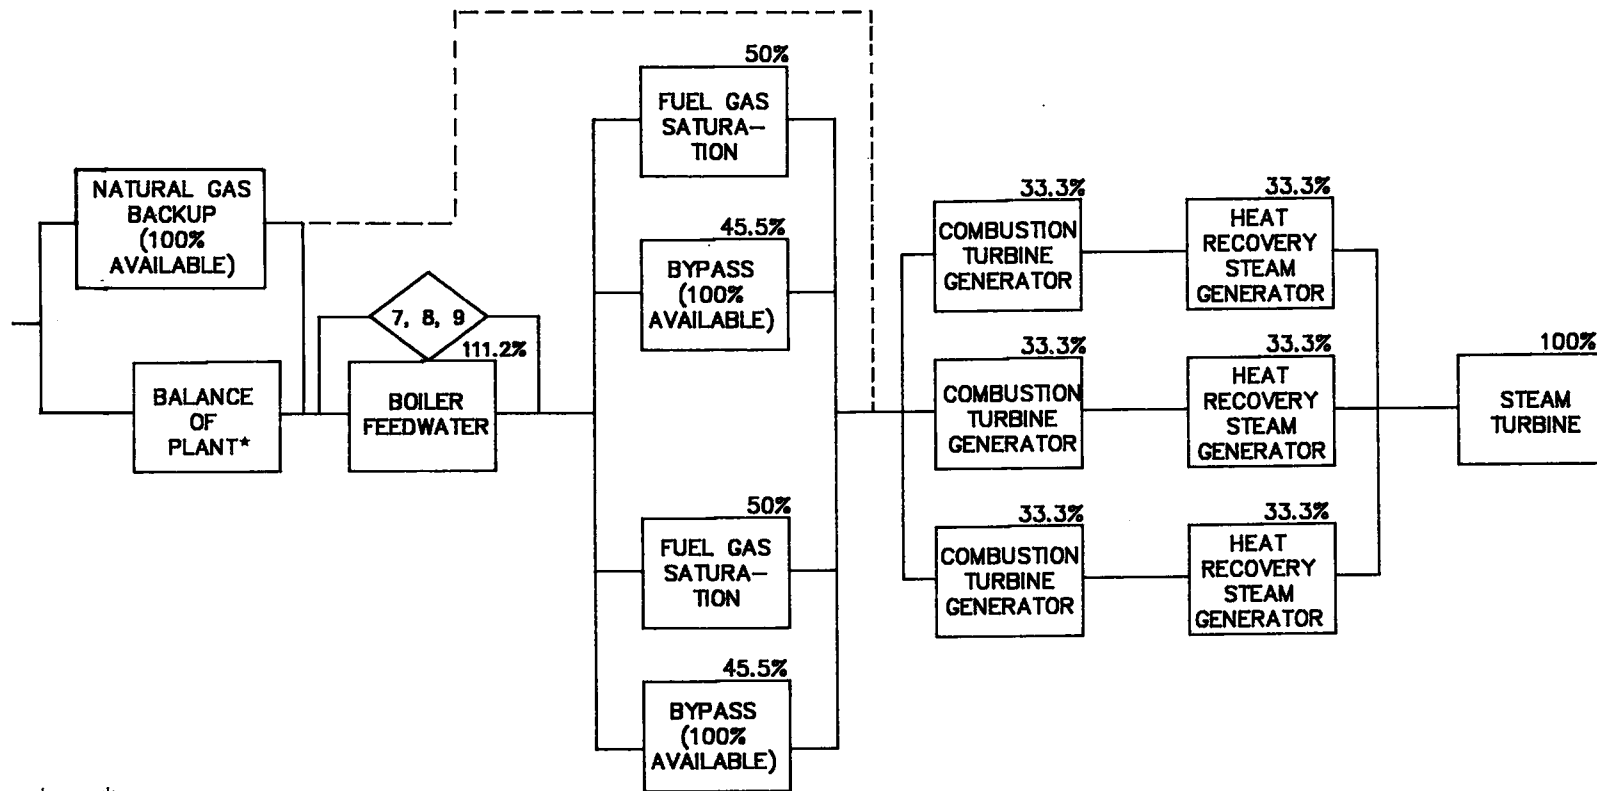 NATURAL GAS
BACKUP
(100%
AVAILABLE)
BALANCE
OF
PLANT*
7, 8, 9
111.2%
BOILER
FEEDWATER
50%
FUEL GAS
SATURA-
TION
45.5%
BYPASS
(100%
AVAILABLE)
50%
FUEL GAS
SATURA-
TION
45.5%
BYPASS
(100%
AVAILABLE)
33.3%
COMBUSTION
TURBINE
GENERATOR
33.3%
HEAT
RECOVERY
STEAM
GENERATOR
33.3%
COMBUSTION
TURBINE
GENERATOR
33.3%
HEAT
RECOVERY
STEAM
GENERATOR
33.3%
COMBUSTION
TURBINE
GENERATOR
33.3%
HEAT
RECOVERY
STEAM
GENERATOR
100%
STEAM
TURBINE